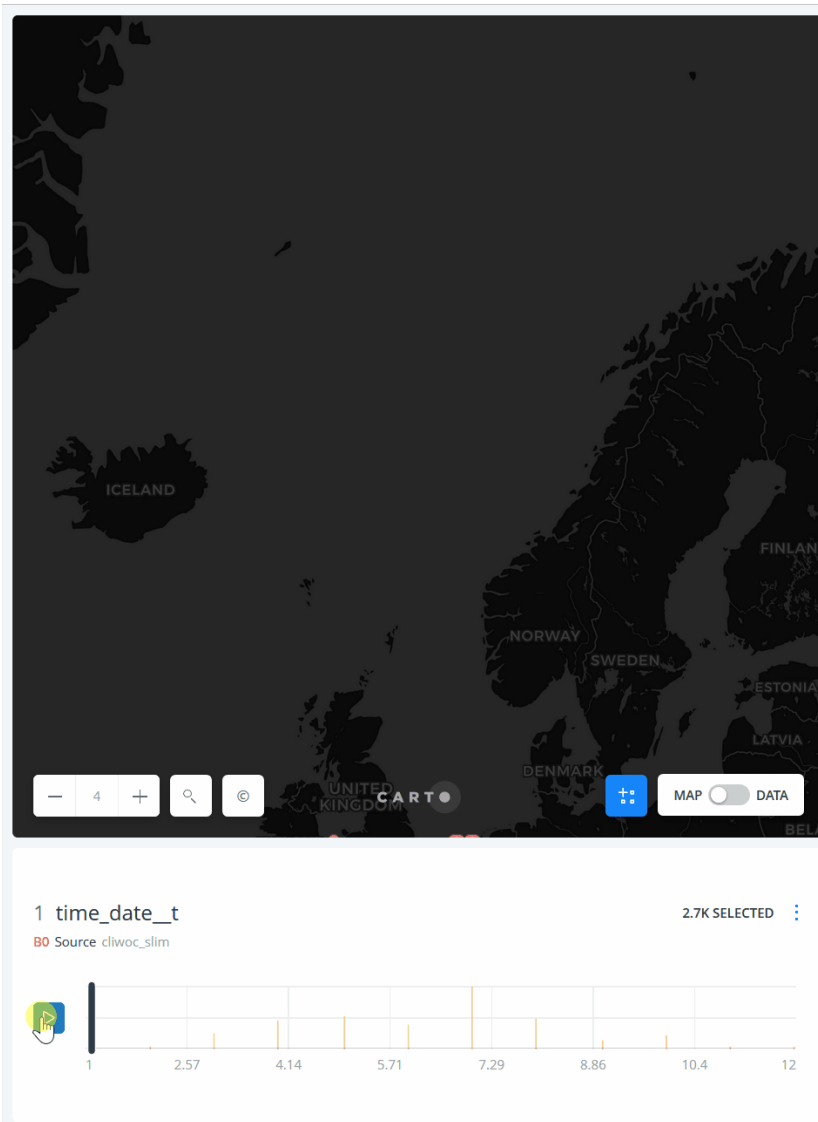 ICELAND
FINLAN
NORWAY
SWEDEN
ESTONIA
LATVIA
DENMARK
UNITED
KINGDOM
BEL
4
©
CARTO
MAP DATA
1 time_date__t
2.7K SELECTED
B0 Source cliwoc_slim
1 2.57 4.14 5.71 7.29 8.86 10.4 12